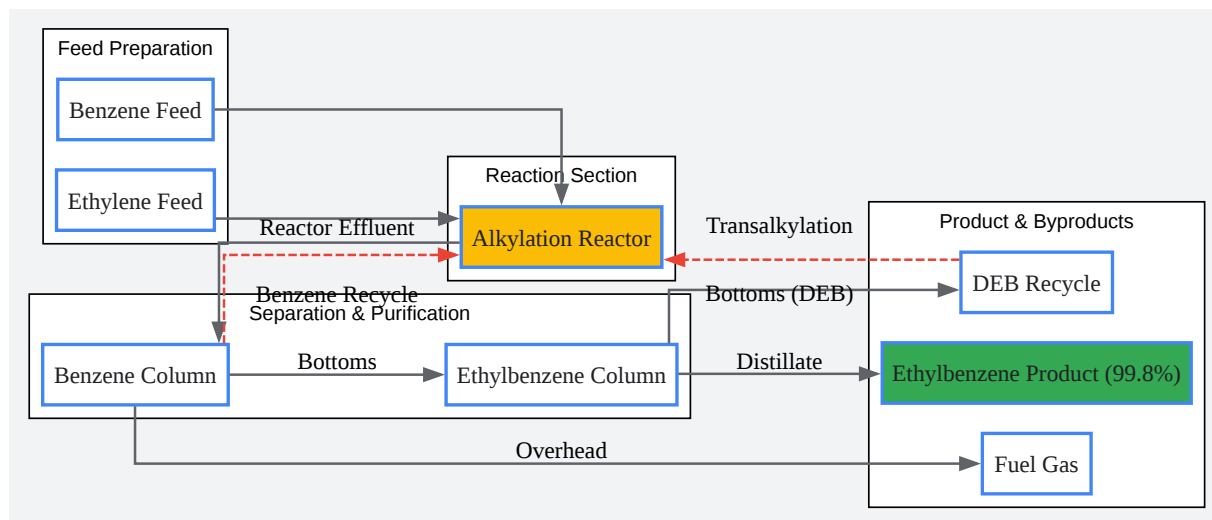 Feed Preparation
Benzene Feed
Ethylene Feed
Reaction Section
Alkylation Reactor
Reactor Effluent
Transalkylation
Product & Byproducts
DEB Recycle
Benzene Recycle
Bottoms (DEB)
Separation & Purification
Benzene Column
Bottoms
Ethylbenzene Column
Distillate
Ethylbenzene Product (99.8%)
Overhead
Fuel Gas